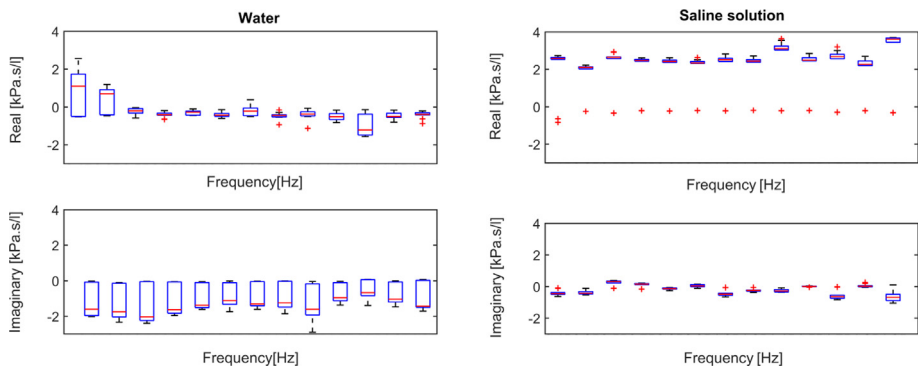 Water
Real [kPa.s/l]
4
2
0
-2
Frequency[Hz]
Saline solution
Real [kPa.s/l]
4
2
0
-2
Frequency [Hz]
Imaginary [kPa.s/l]
4
2
0
-2
Frequency[Hz]
Imaginary [kPa.s/l]
4
2
0
-2
Frequency [Hz]